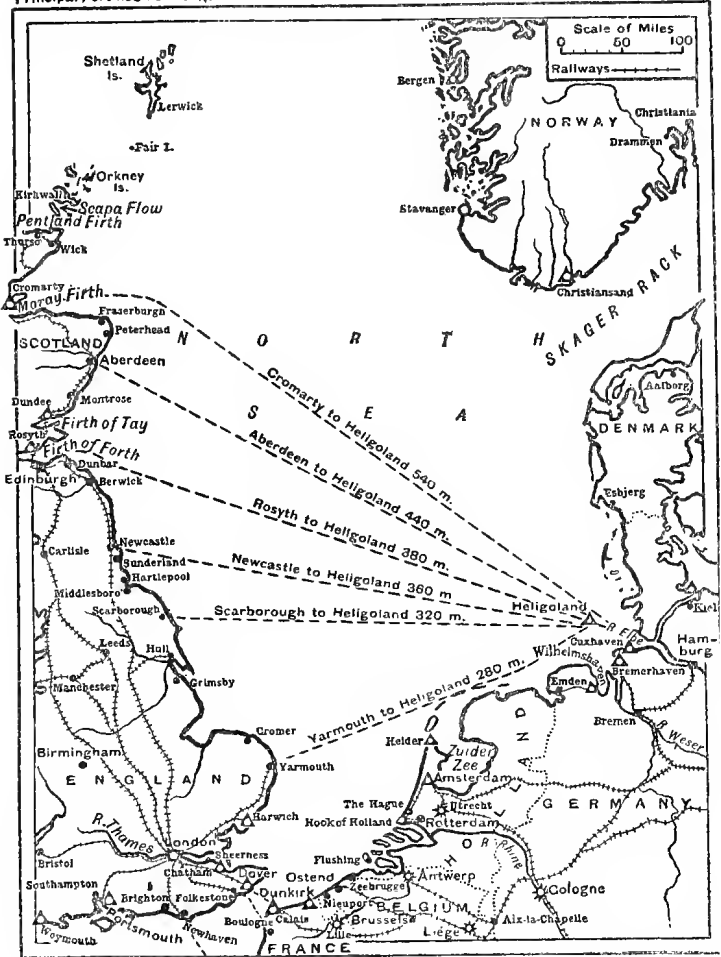 Scale of Miles
0 50 100
Railways
Shetland
Is.
Lerwick
Fair I.
Orkney
Is.
Kirkwall
Scapa Flow
Pentland Firth
Thurso
Wick
Cromarty
Moray Firth
Fraserburgh
Peterhead
SCOTLAND
Aberdeen
Montrose
Dundee
Firth of Tay
Rosyth
Firth of Forth
Dunbar
Edinburgh
Berwick
Newcastle
Carlisle
Sunderland
Hartlepool
Middlesboro
Scarborough
Leeds
Hull
Grimsby
Manchester
Cromer
Birmingham
Yarmouth
ENGLAND
Harwich
R. Thames
London
Sheerness
Bristol
Chatham
Dover
Southampton
Brighton
Folkestone
Portsmouth
Newhaven
Weymouth
Bergen
NORWAY
Christiania
Drammen
Stavanger
Christiansand
SKAGER RACK
NORTH
SEA
Cromarty to Heligoland 540 m.
Aberdeen to Heligoland 440 m.
Rosyth to Heligoland 380 m.
Newcastle to Heligoland 360 m
Scarborough to Heligoland 320 m.
Yarmouth to Heligoland 280 m.
Aalborg
DENMARK
Esbjerg
Kiel
Heligoland
R Elbe
Cuxhaven
Ham-
burg
Wilhelmshaven
Bremerhaven
Emden
Bremen
R. Weser
Helder
Zuider
Zee
Amsterdam
The Hague
Utrecht
Hook of Holland
Rotterdam
HOLLAND
GERMANY
R. Rhine
Flushing
Ostend
Zeebrugge
Antwerp
Cologne
Dunkirk
Nieuport
BELGIUM
Boulogne
Calais
Brussels
Aix-la-Chapelle
Lille
Liége
FRANCE